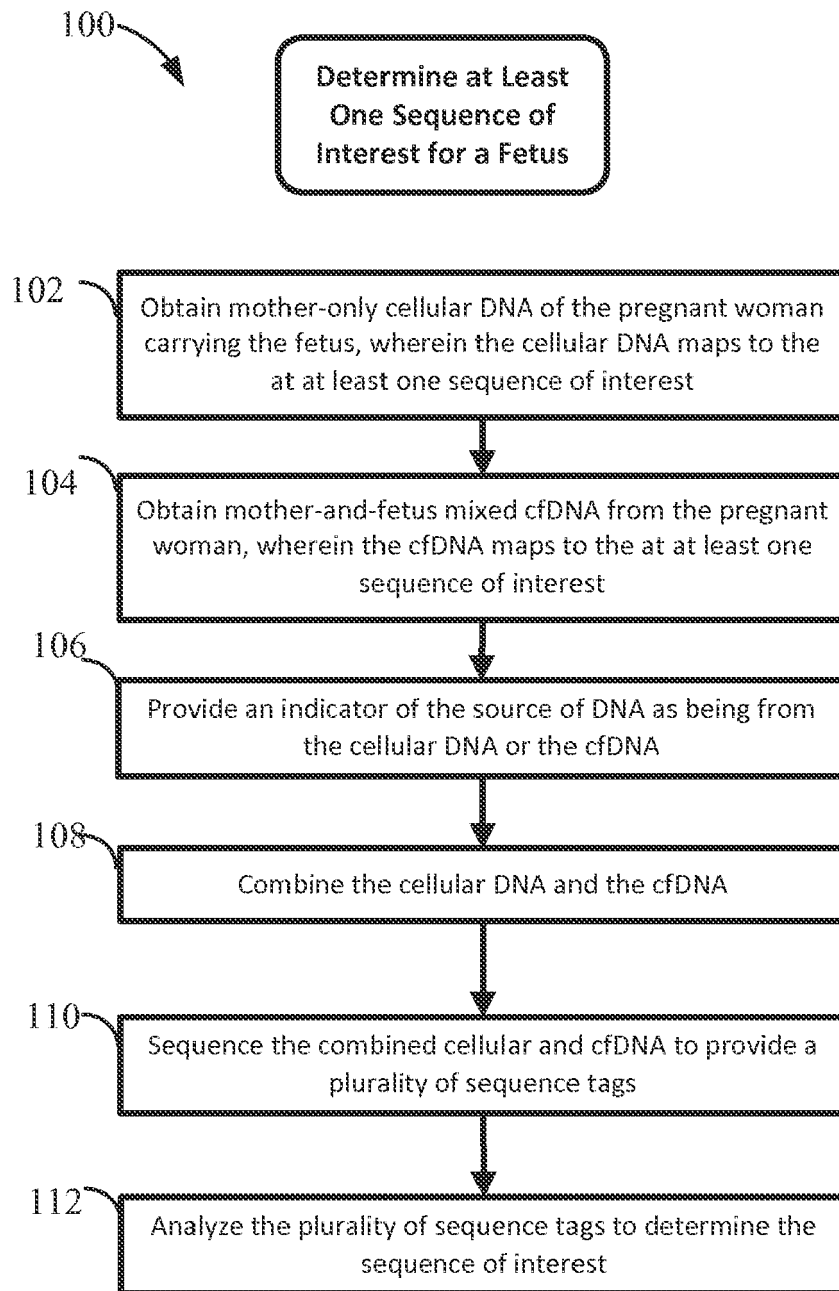 100
Determine at Least
One Sequence of
Interest for a Fetus
102
Obtain mother-only cellular DNA of the pregnant woman
carrying the fetus, wherein the cellular DNA maps to the
at at least one sequence of interest
104
Obtain mother-and-fetus mixed cfDNA from the pregnant
woman, wherein the cfDNA maps to the at at least one
sequence of interest
106
Provide an indicator of the source of DNA as being from
the cellular DNA or the cfDNA
108
Combine the cellular DNA and the cfDNA
110
Sequence the combined cellular and cfDNA to provide a
plurality of sequence tags
112
Analyze the plurality of sequence tags to determine the
sequence of interest